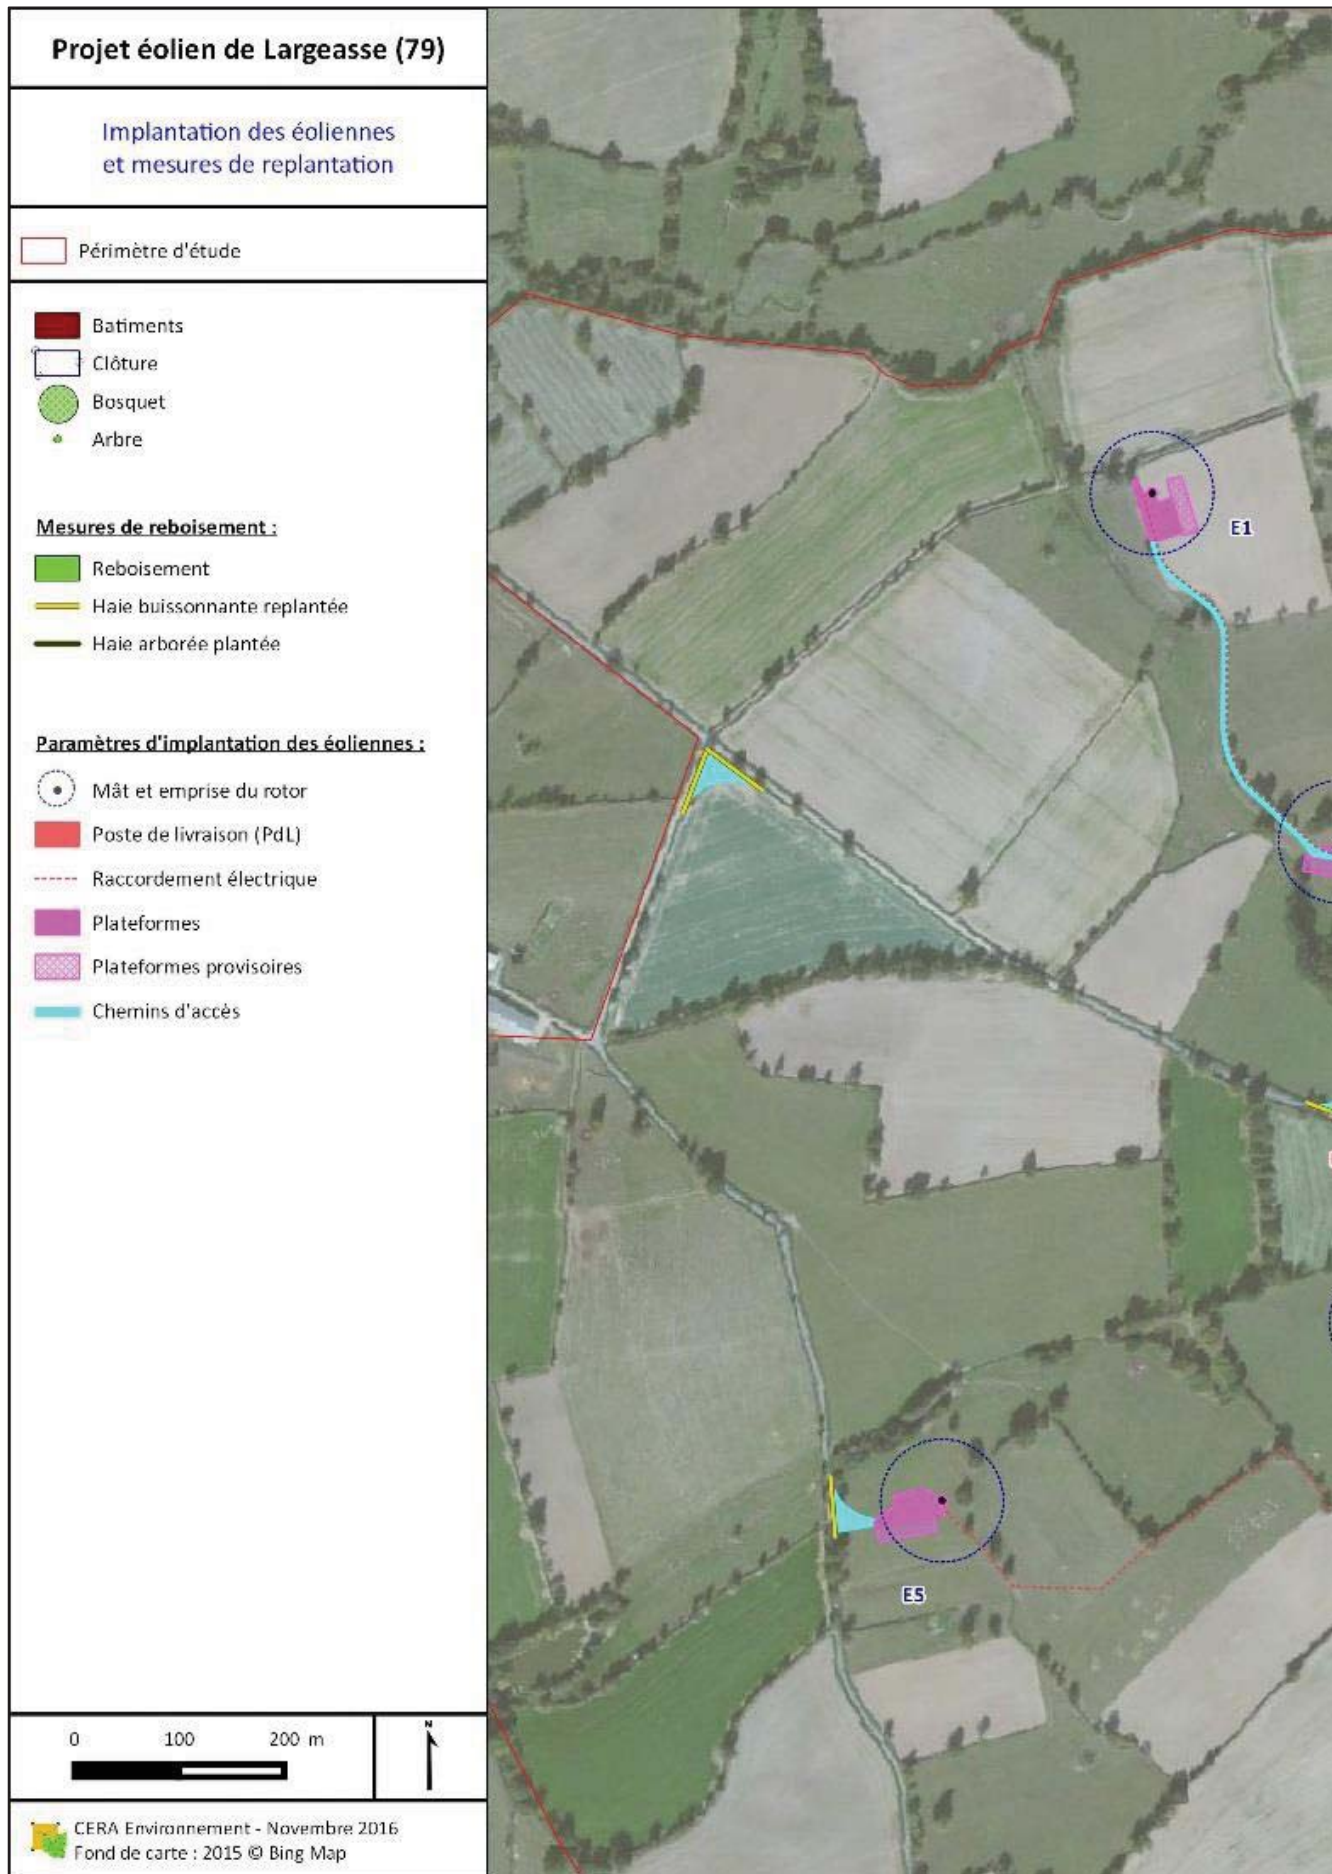 Projet éolien de Largeasse (79)
Implantation des éoliennes
et mesures de replantation
Périmètre d'étude
Batiments
Clôture
Bosquet
Arbre
Mesures de reboisement :
Reboisement
Haie buissonnante replantée
Haie arborée plantée
Paramètres d'implantation des éoliennes :
Mât et emprise du rotor
Poste de livraison (PdL)
Raccordement électrique
Plateformes
Plateformes provisoires
Chemins d'accès
0 100 200 m
N
CERA Environnement - Novembre 2016
Fond de carte : 2015 © Bing Map
E1
E5